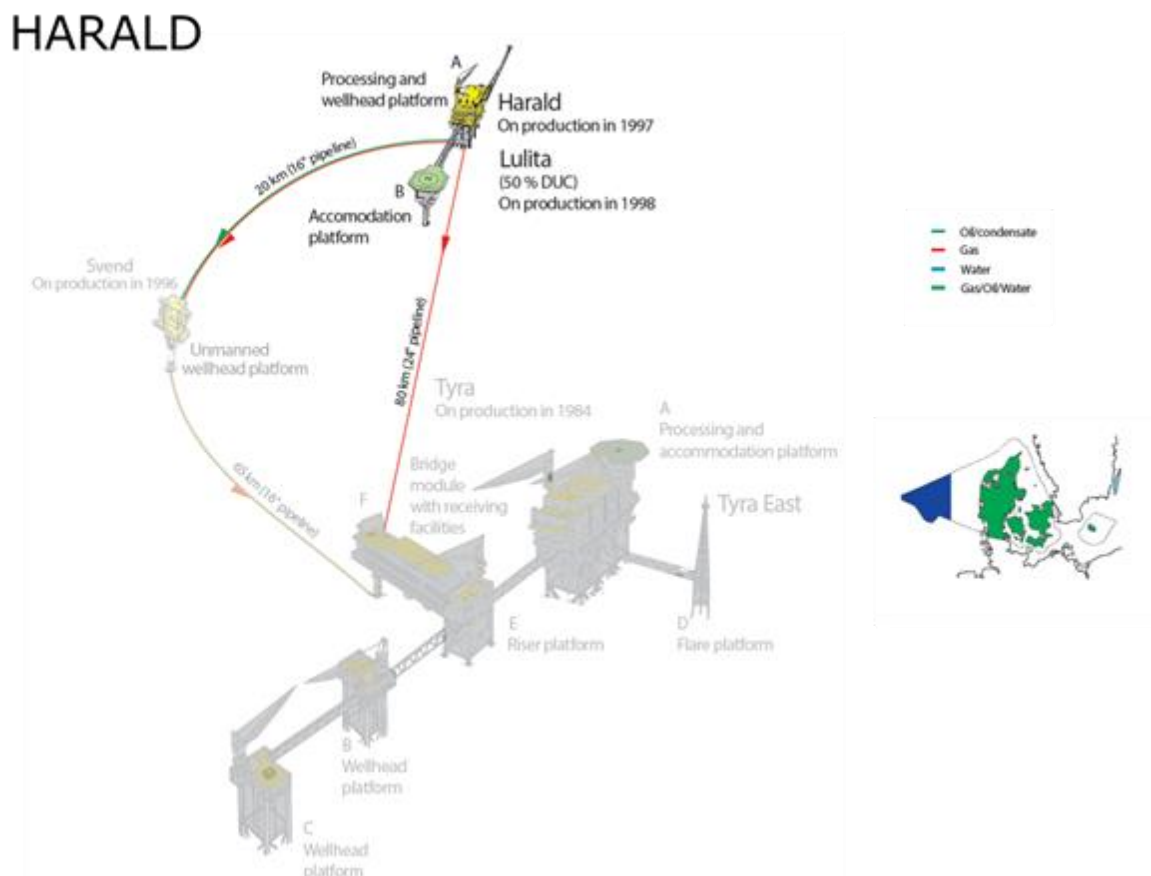 HARALD
A
Processing and
wellhead platform
Harald
On production in 1997
Lulita
(50 % DUC)
On production in 1998
20 km (16" pipeline)
B
Accomodation
platform
Oil/condensate
Gas
Water
Gas/Oil/Water
Svend
On production in 1996
Unmanned
wellhead platform
80 km (24" pipeline)
65 km (16" pipeline)
Tyra
On production in 1984
A
Processing and
accommodation platform
Bridge
module
with receiving
facilities
F
Tyra East
E
Riser platform
D
Flare platform
B
Wellhead
platform
C
Wellhead
platform